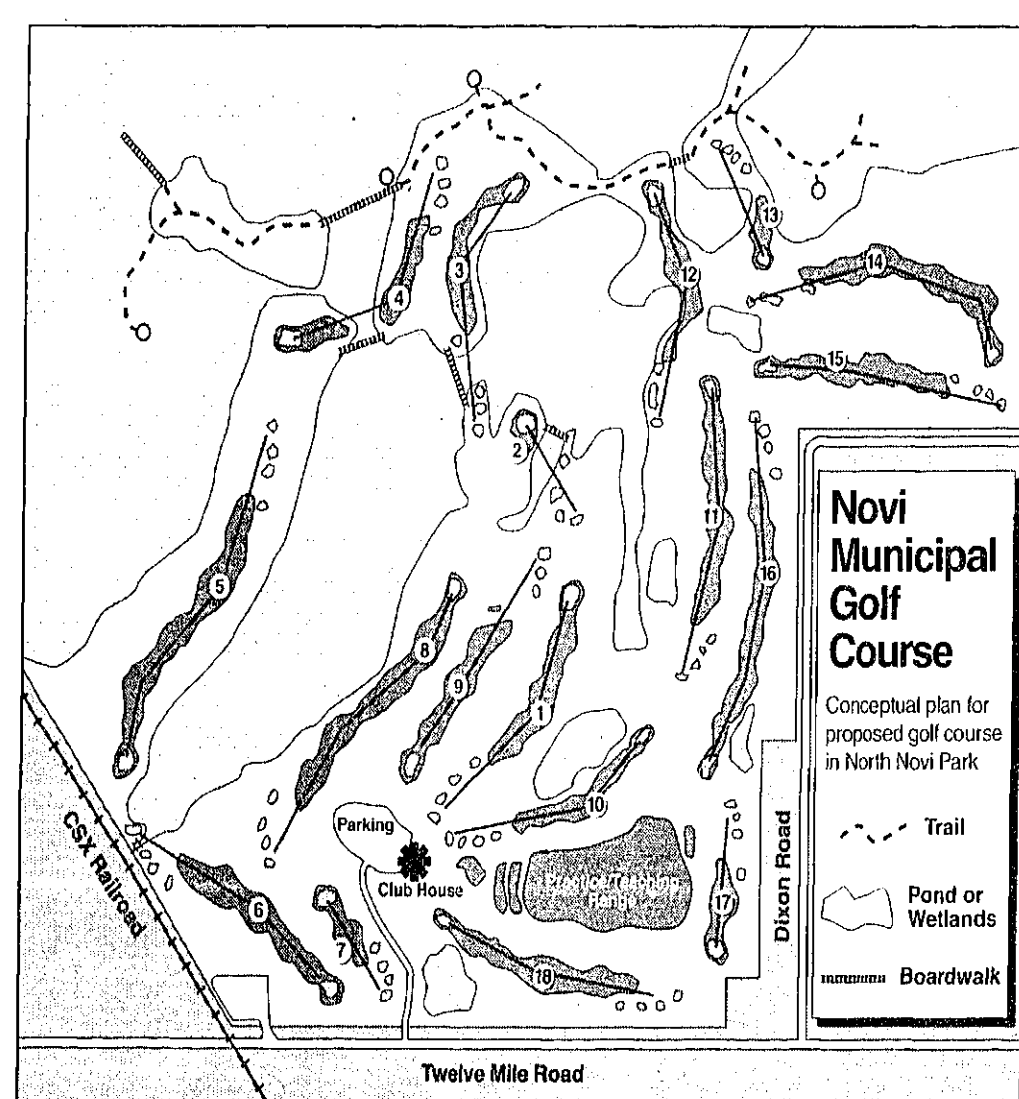 13
3
12
14
4
15
2
11
5
16
8
9
1
10
Parking
Club House
6
7
17
18
CSX Railroad
Dixon Road
Twelve Mile Road
Novi
Municipal
Golf
Course
Conceptual plan for
proposed golf course
in North Novi Park
Trail
Pond or
Wetlands
Boardwalk
Range